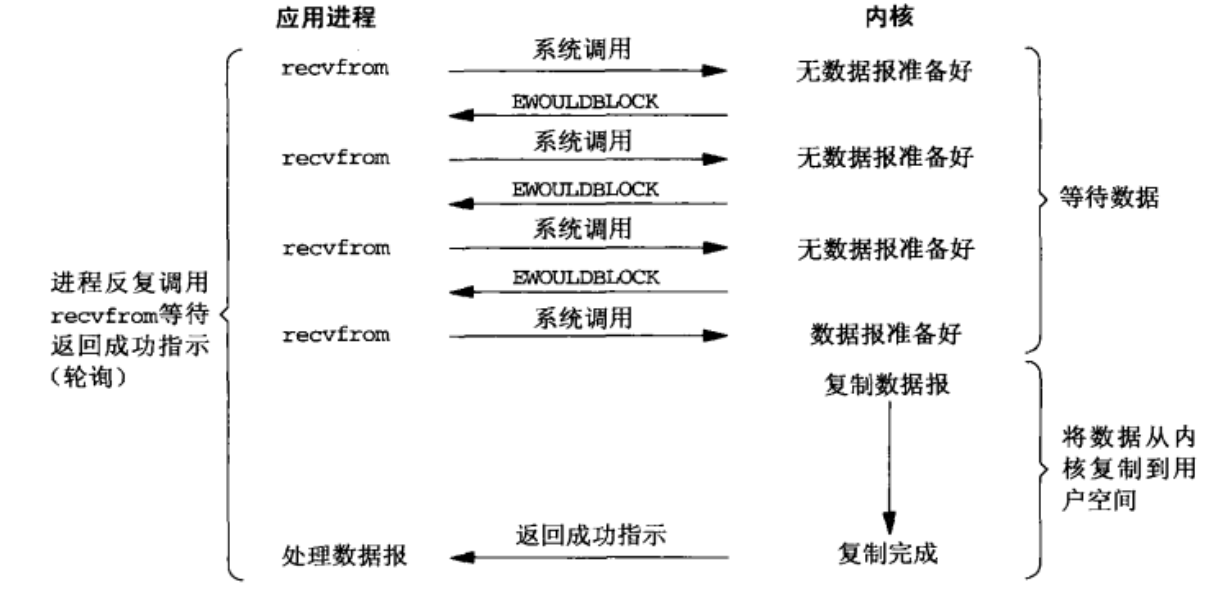 应用进程
内核
recvfrom
系统调用
无数据报准备好
EWOULDBLOCK
recvfrom
系统调用
无数据报准备好
EWOULDBLOCK
等待数据
recvfrom
系统调用
无数据报准备好
EWOULDBLOCK
进程反复调用
recvfrom等待
返回成功指示
（轮询）
recvfrom
系统调用
数据报准备好
复制数据报
将数据从内
核复制到用
户空间
处理数据报
返回成功指示
复制完成